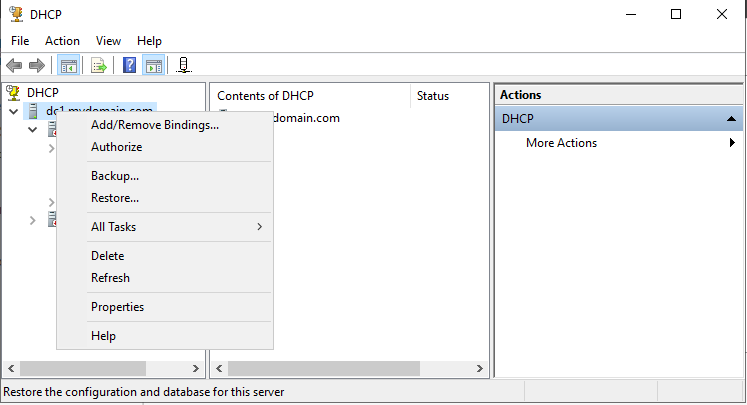 DHCP
File Action View Help
DHCP
dc1.mydomain.com
Add/Remove Bindings...
Authorize
Backup...
Restore...
All Tasks
Delete
Refresh
Properties
Help
Contents of DHCP Status
domain.com
Actions
DHCP
More Actions
Restore the configuration and database for this server